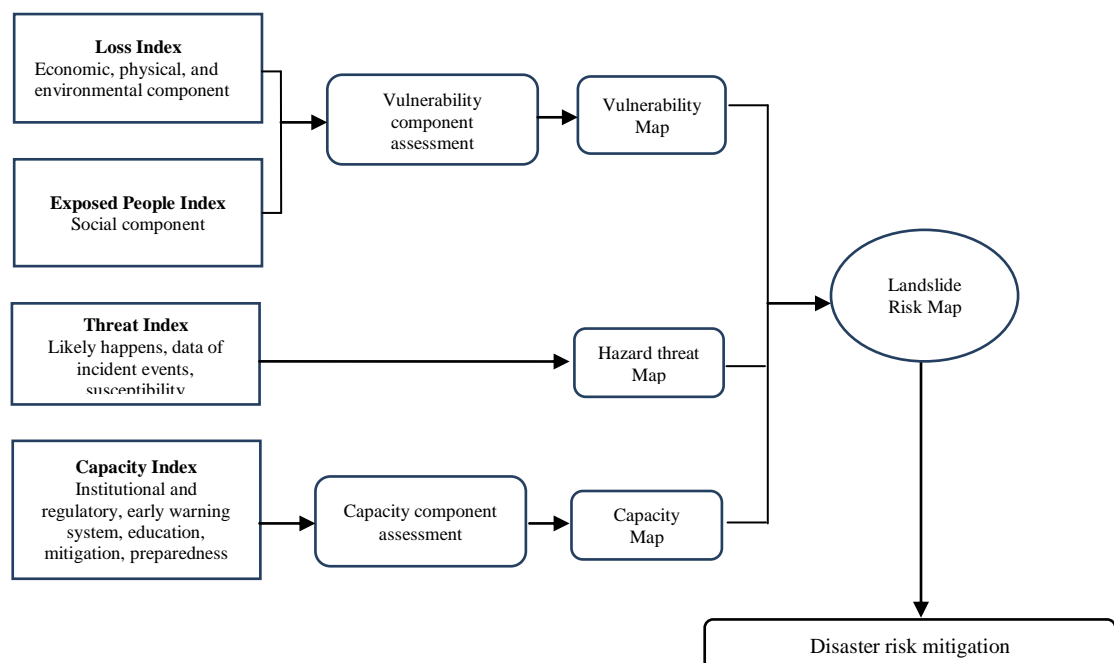 Loss Index
Economic, physical, and
environmental component
Exposed People Index
Social component
Threat Index
Likely happens, data of
incident events,
susceptibility
Capacity Index
Institutional and
regulatory, early warning
system, education,
mitigation, preparedness
Vulnerability
component
assessment
Capacity component
assessment
Vulnerability
Map
Hazard threat
Map
Capacity
Map
Landslide
Risk Map
Disaster risk mitigation